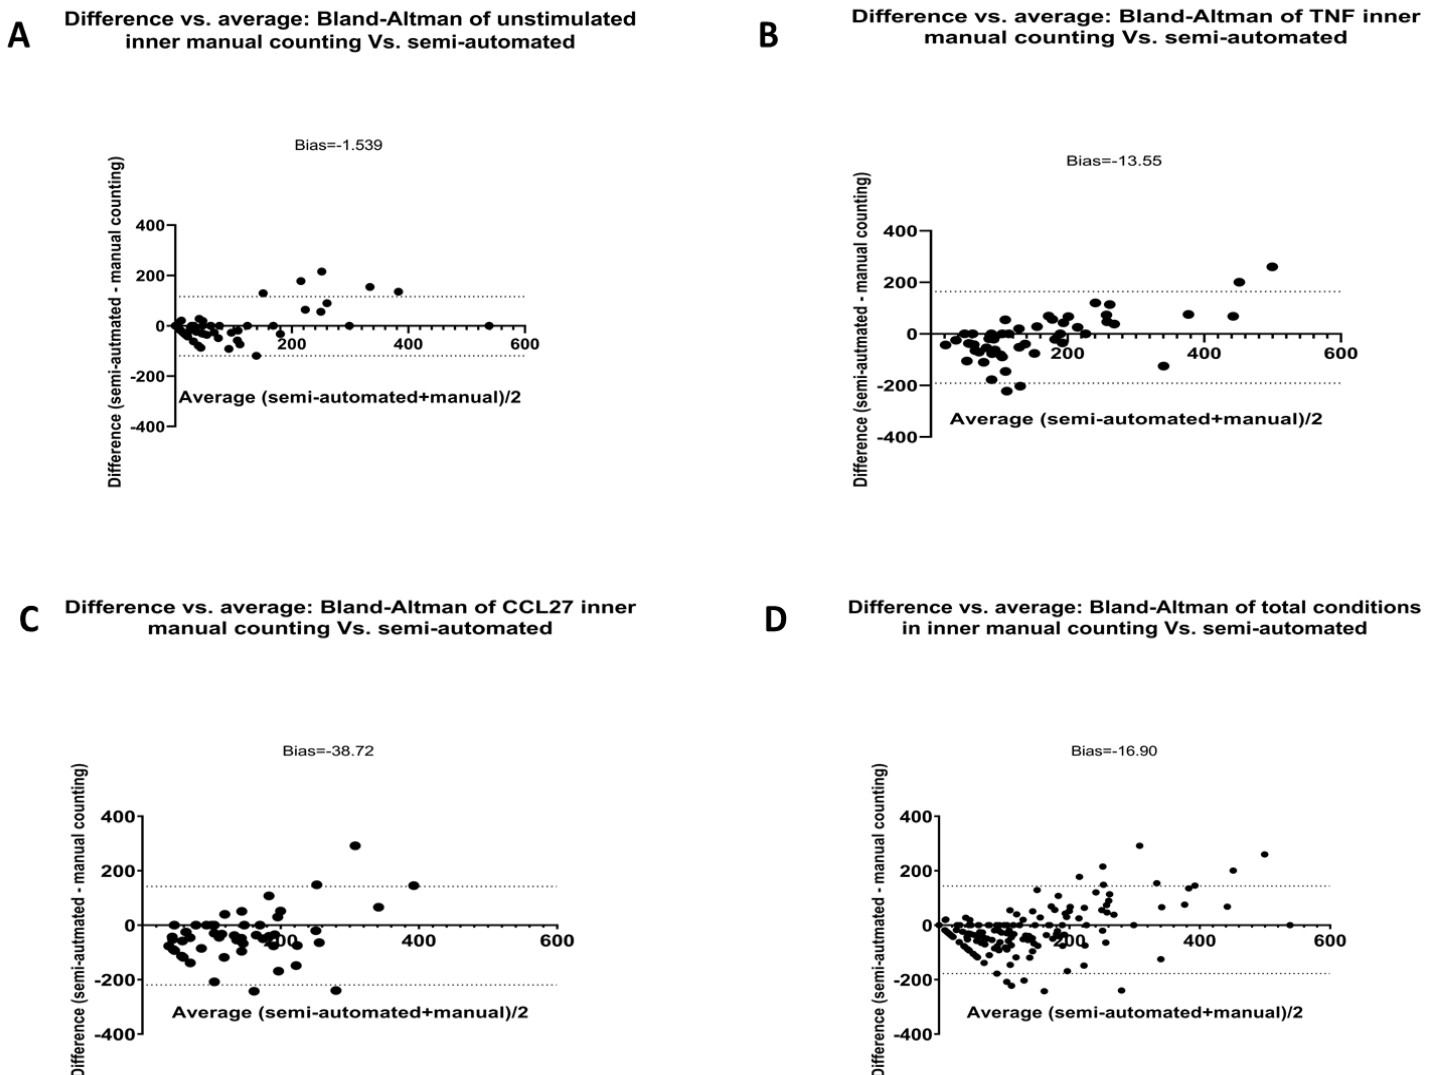 A
Difference vs. average: Bland-Altman of unstimulated
inner manual counting Vs. semi-automated
Bias=-1.539
Difference (semi-autmated - manual counting)
400
200
0
-200
-400
200
400
600
Average (semi-automated+manual)/2
B
Difference vs. average: Bland-Altman of TNF inner
manual counting Vs. semi-automated
Bias=-13.55
Difference (semi-autmated - manual counting)
400
200
0
-200
-400
200
400
600
Average (semi-automated+manual)/2
C
Difference vs. average: Bland-Altman of CCL27 inner
manual counting Vs. semi-automated
Bias=-38.72
Difference (semi-autmated - manual counting)
400
200
0
-200
-400
200
400
600
Average (semi-automated+manual)/2
D
Difference vs. average: Bland-Altman of total conditions
in inner manual counting Vs. semi-automated
Bias=-16.90
Difference (semi-autmated - manual counting)
400
200
0
-200
-400
200
400
600
Average (semi-automated+manual)/2